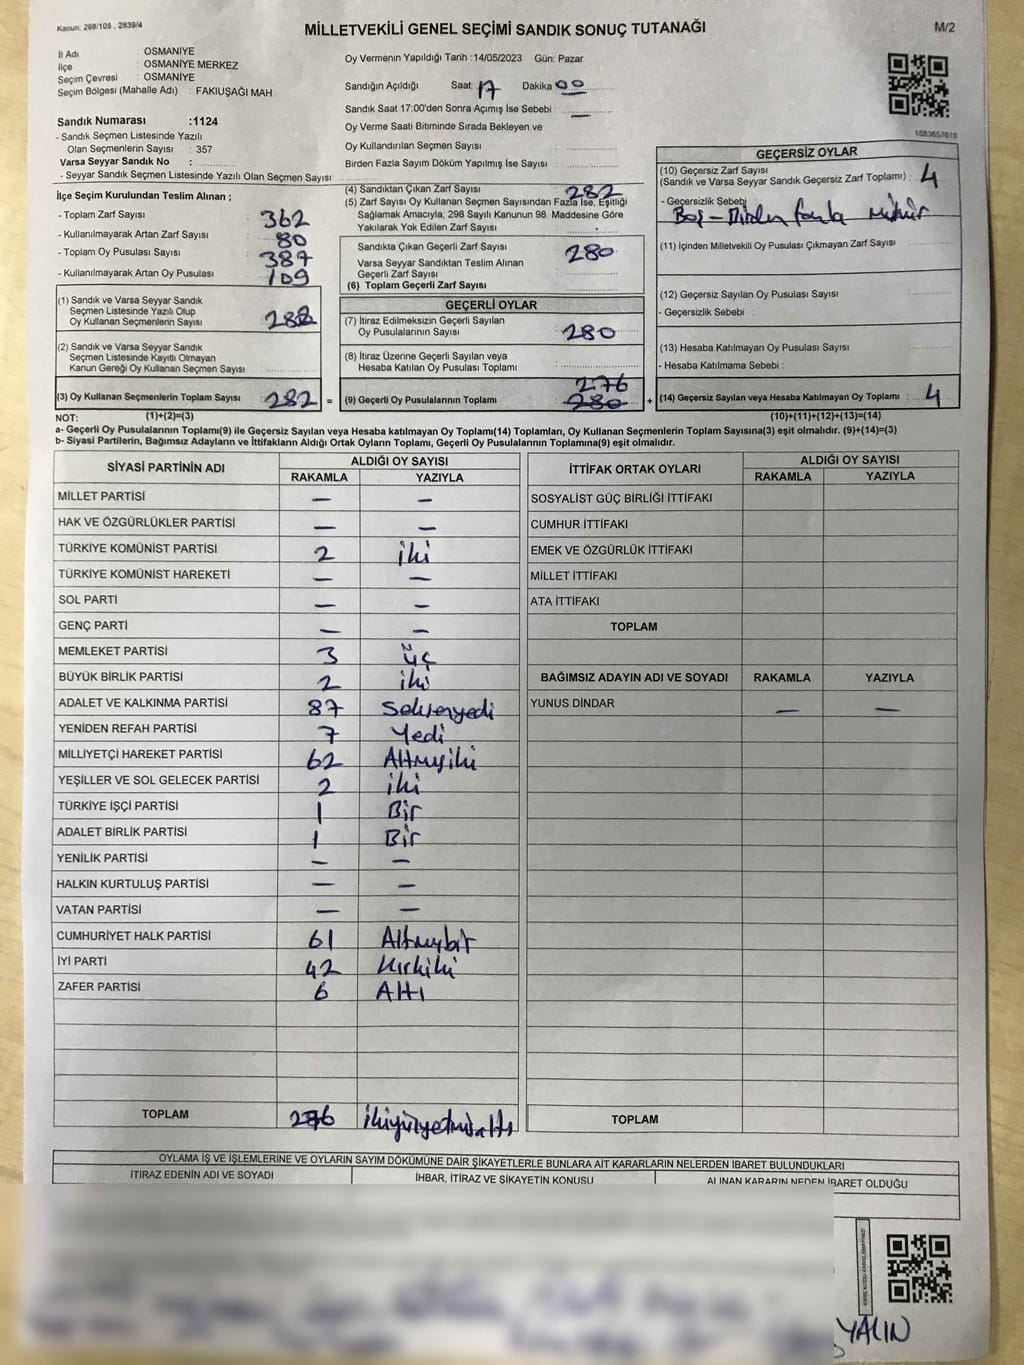 Kanun: 298/105 , 2839/4
MİLLETVEKİLİ GENEL SEÇİMİ SANDIK SONUÇ TUTANAĞI
M/2
İl Adı : OSMANİYE
İlçe : OSMANİYE MERKEZ
Seçim Çevresi : OSMANİYE
Seçim Bölgesi (Mahalle Adı) : FAKIUŞAĞI MAH
Sandık Numarası :1124
- Sandık Seçmen Listesinde Yazılı
Olan Seçmenlerin Sayısı : 357
Varsa Seyyar Sandık No :
- Seyyar Sandık Seçmen Listesinde Yazılı Olan Seçmen Sayısı :
Oy Vermenin Yapıldığı Tarih :14/05/2023 Gün: Pazar
Sandığın Açıldığı Saat: 17 Dakika: 00
Sandık Saat 17:00'den Sonra Açımış İse Sebebi : —
Oy Verme Saati Bitiminde Sırada Bekleyen ve
Oy Kullandırılan Seçmen Sayısı :
Birden Fazla Sayım Döküm Yapılmış İse Sayısı :
1083657018
İlçe Seçim Kurulundan Teslim Alınan ;
- Toplam Zarf Sayısı : 362
- Kullanılmayarak Artan Zarf Sayısı : 80
- Toplam Oy Pusulası Sayısı : 387
- Kullanılmayarak Artan Oy Pusulası : 109
(1) Sandık ve Varsa Seyyar Sandık
Seçmen Listesinde Yazılı Olup
Oy Kullanan Seçmenlerin Sayısı : 282
(2) Sandık ve Varsa Seyyar Sandık
Seçmen Listesinde Kayıtlı Olmayan
Kanun Gereği Oy Kullanan Seçmen Sayısı :
(3) Oy Kullanan Seçmenlerin Toplam Sayısı : 282 =
(4) Sandıktan Çıkan Zarf Sayısı : 282
(5) Zarf Sayısı Oy Kullanan Seçmen Sayısından Fazla İse, Eşitliği
Sağlamak Amacıyla; 298 Sayılı Kanunun 98. Maddesine Göre
Yakılarak Yok Edilen Zarf Sayısı :
Sandıkta Çıkan Geçerli Zarf Sayısı : 280
Varsa Seyyar Sandıktan Teslim Alınan
Geçerli Zarf Sayısı :
(6) Toplam Geçerli Zarf Sayısı :
GEÇERLİ OYLAR
(7) İtiraz Edilmeksizin Geçerli Sayılan
Oy Pusulalarının Sayısı : 280
(8) İtiraz Üzerine Geçerli Sayılan veya
Hesaba Katılan Oy Pusulası Toplamı :
276
(9) Geçerli Oy Pusulalarının Toplamı : 280 +
GEÇERSİZ OYLAR
(10) Geçersiz Zarf Sayısı
(Sandık ve Varsa Seyyar Sandık Geçersiz Zarf Toplamı) : 4
- Geçersizlik Sebebi : Boş - Birden fazla mühür
(11) İçinden Milletvekili Oy Pusulası Çıkmayan Zarf Sayısı :
(12) Geçersiz Sayılan Oy Pusulası Sayısı :
- Geçersizlik Sebebi :
(13) Hesaba Katılmayan Oy Pusulası Sayısı :
- Hesaba Katılmama Sebebi :
(14) Geçersiz Sayılan veya Hesaba Katılmayan Oy Toplamı : 4
NOT: (1)+(2)=(3) (10)+(11)+(12)+(13)=(14)
a- Geçerli Oy Pusulalarının Toplamı(9) ile Geçersiz Sayılan veya Hesaba katılmayan Oy Toplamı(14) Toplamları, Oy Kullanan Seçmenlerin Toplam Sayısına(3) eşit olmalıdır. (9)+(14)=(3)
b- Siyasi Partilerin, Bağımsız Adayların ve İttifakların Aldığı Ortak Oyların Toplamı, Geçerli Oy Pusulalarının Toplamına(9) eşit olmalıdır.
SİYASİ PARTİNİN ADI ALDIĞI OY SAYISI
RAKAMLA YAZIYLA
MİLLET PARTİSİ — —
HAK VE ÖZGÜRLÜKLER PARTİSİ — —
TÜRKİYE KOMÜNİST PARTİSİ 2 iki
TÜRKİYE KOMÜNİST HAREKETİ — —
SOL PARTİ — —
GENÇ PARTİ — —
MEMLEKET PARTİSİ 3 üç
BÜYÜK BİRLİK PARTİSİ 2 iki
ADALET VE KALKINMA PARTİSİ 87 Seksenyedi
YENİDEN REFAH PARTİSİ 7 Yedi
MİLLİYETÇİ HAREKET PARTİSİ 62 Altmışiki
YEŞİLLER VE SOL GELECEK PARTİSİ 2 iki
TÜRKİYE İŞÇİ PARTİSİ 1 Bir
ADALET BİRLİK PARTİSİ 1 Bir
YENİLİK PARTİSİ — —
HALKIN KURTULUŞ PARTİSİ — —
VATAN PARTİSİ — —
CUMHURİYET HALK PARTİSİ 61 Altmışbir
İYİ PARTİ 42 Kırkiki
ZAFER PARTİSİ 6 Altı
TOPLAM 276 ikiyüzyetmişaltı
İTTİFAK ORTAK OYLARI ALDIĞI OY SAYISI
RAKAMLA YAZIYLA
SOSYALİST GÜÇ BİRLİĞİ İTTİFAKI
CUMHUR İTTİFAKI
EMEK VE ÖZGÜRLÜK İTTİFAKI
MİLLET İTTİFAKI
ATA İTTİFAKI
TOPLAM
BAĞIMSIZ ADAYIN ADI VE SOYADI RAKAMLA YAZIYLA
YUNUS DİNDAR — —
TOPLAM
OYLAMA İŞ VE İŞLEMLERİNE VE OYLARIN SAYIM DÖKÜMÜNE DAİR ŞİKAYETLERLE BUNLARA AİT KARARLARIN NELERDEN İBARET BULUNDUKLARI
İTİRAZ EDENİN ADI VE SOYADI İHBAR, İTİRAZ VE ŞİKAYETİN KONUSU ALINAN KARARIN NEDEN İBARET OLDUĞU
YALIN